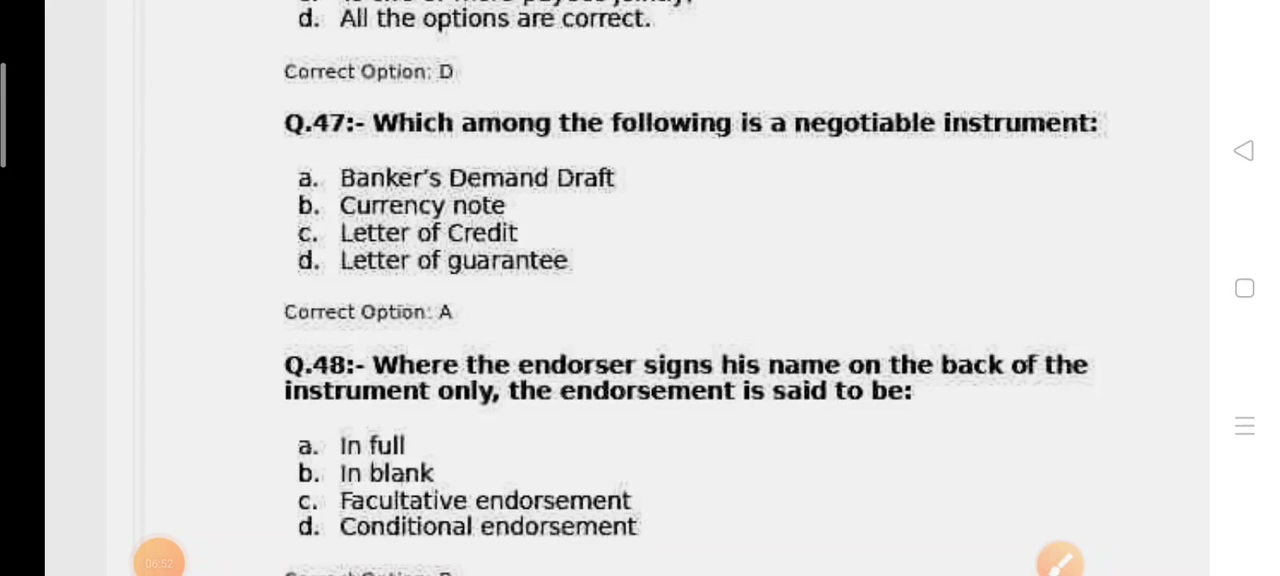 d. All the options are correct.
Correct Option: D
Q.47:- Which among the following is a negotiable instrument:
a. Banker's Demand Draft
b. Currency note
c. Letter of Credit
d. Letter of guarantee
Correct Option: A
Q.48:- Where the endorser signs his name on the back of the
instrument only, the endorsement is said to be:
a. In full
b. In blank
c. Facultative endorsement
d. Conditional endorsement
06:52